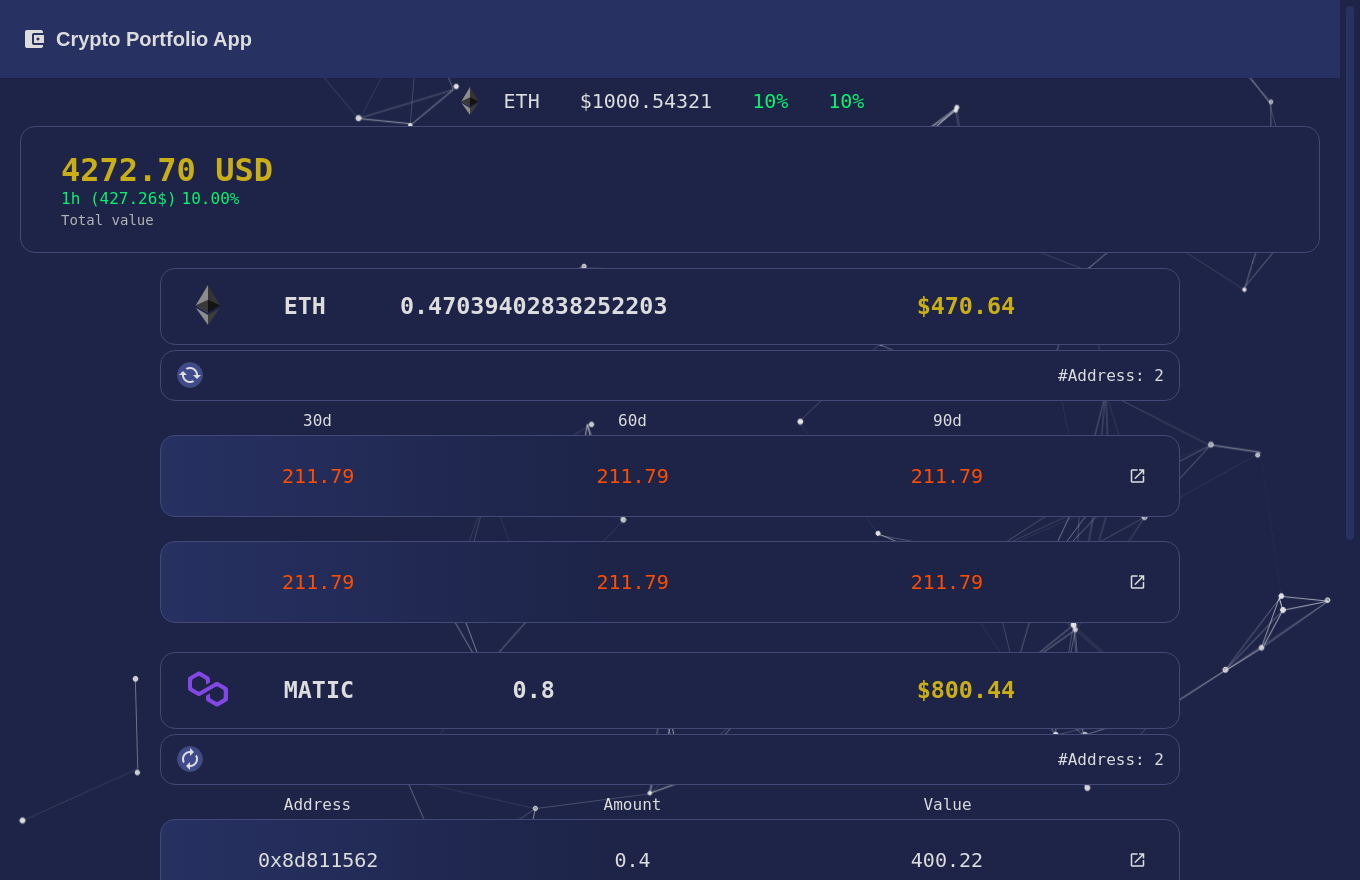 Crypto Portfolio App
ETH $1000.54321 10% 10%
4272.70 USD
1h (427.26$) 10.00%
Total value
ETH 0.47039402838252203 $470.64
#Address: 2
30d 60d 90d
211.79 211.79 211.79
211.79 211.79 211.79
MATIC 0.8 $800.44
#Address: 2
Address Amount Value
0x8d811562 0.4 400.22